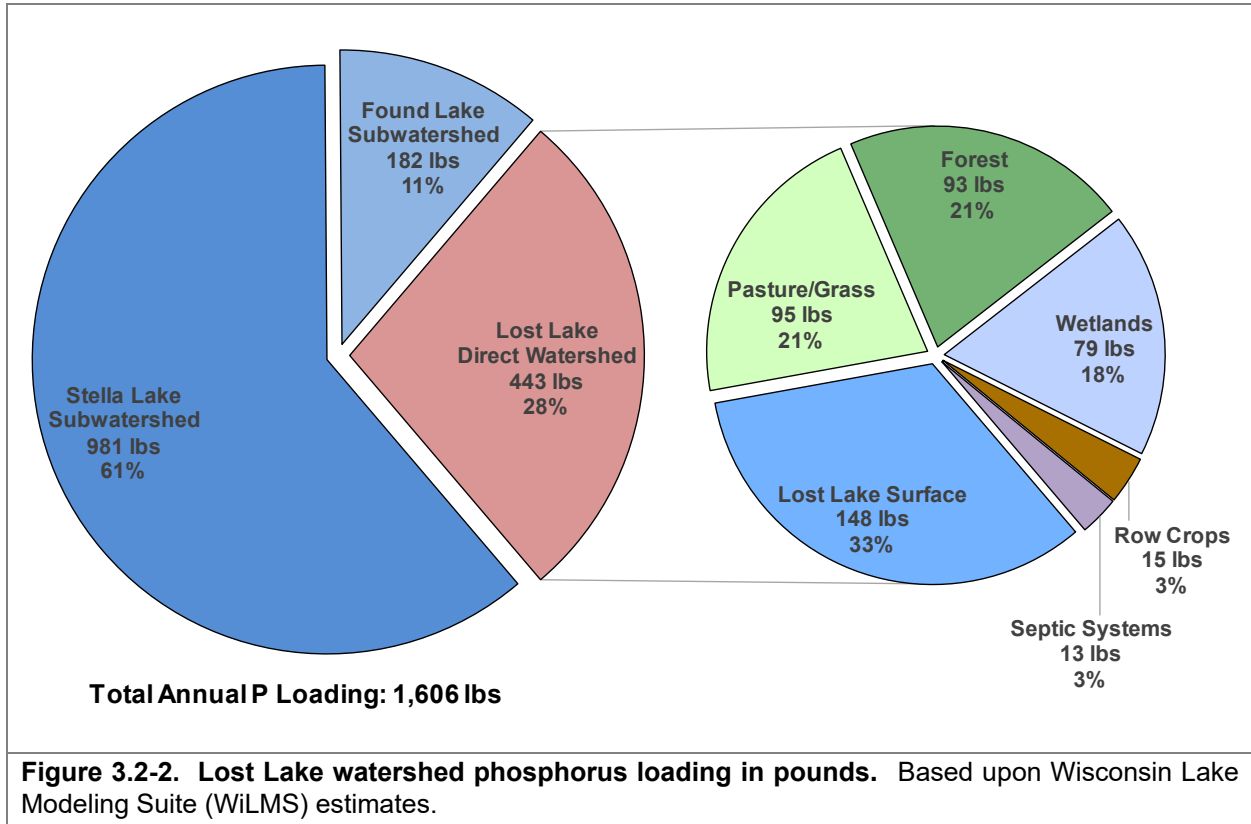 Found Lake
Subwatershed
182 lbs
11%
Lost Lake
Direct Watershed
443 lbs
28%
Stella Lake
Subwatershed
981 lbs
61%
Forest
93 lbs
21%
Pasture/Grass
95 lbs
21%
Wetlands
79 lbs
18%
Lost Lake Surface
148 lbs
33%
Row Crops
15 lbs
3%
Septic Systems
13 lbs
3%
Total Annual P Loading: 1,606 lbs
Figure 3.2-2. Lost Lake watershed phosphorus loading in pounds. Based upon Wisconsin Lake
Modeling Suite (WiLMS) estimates.